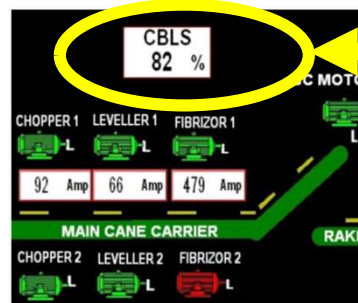 CBLS
82 %
C MOTO
CHOPPER 1 LEVELLER 1 FIBRIZOR 1
L L L L
92 Amp 66 Amp 479 Amp
MAIN CANE CARRIER
RAKE
CHOPPER 2 LEVELLER 2 FIBRIZOR 2
L L L